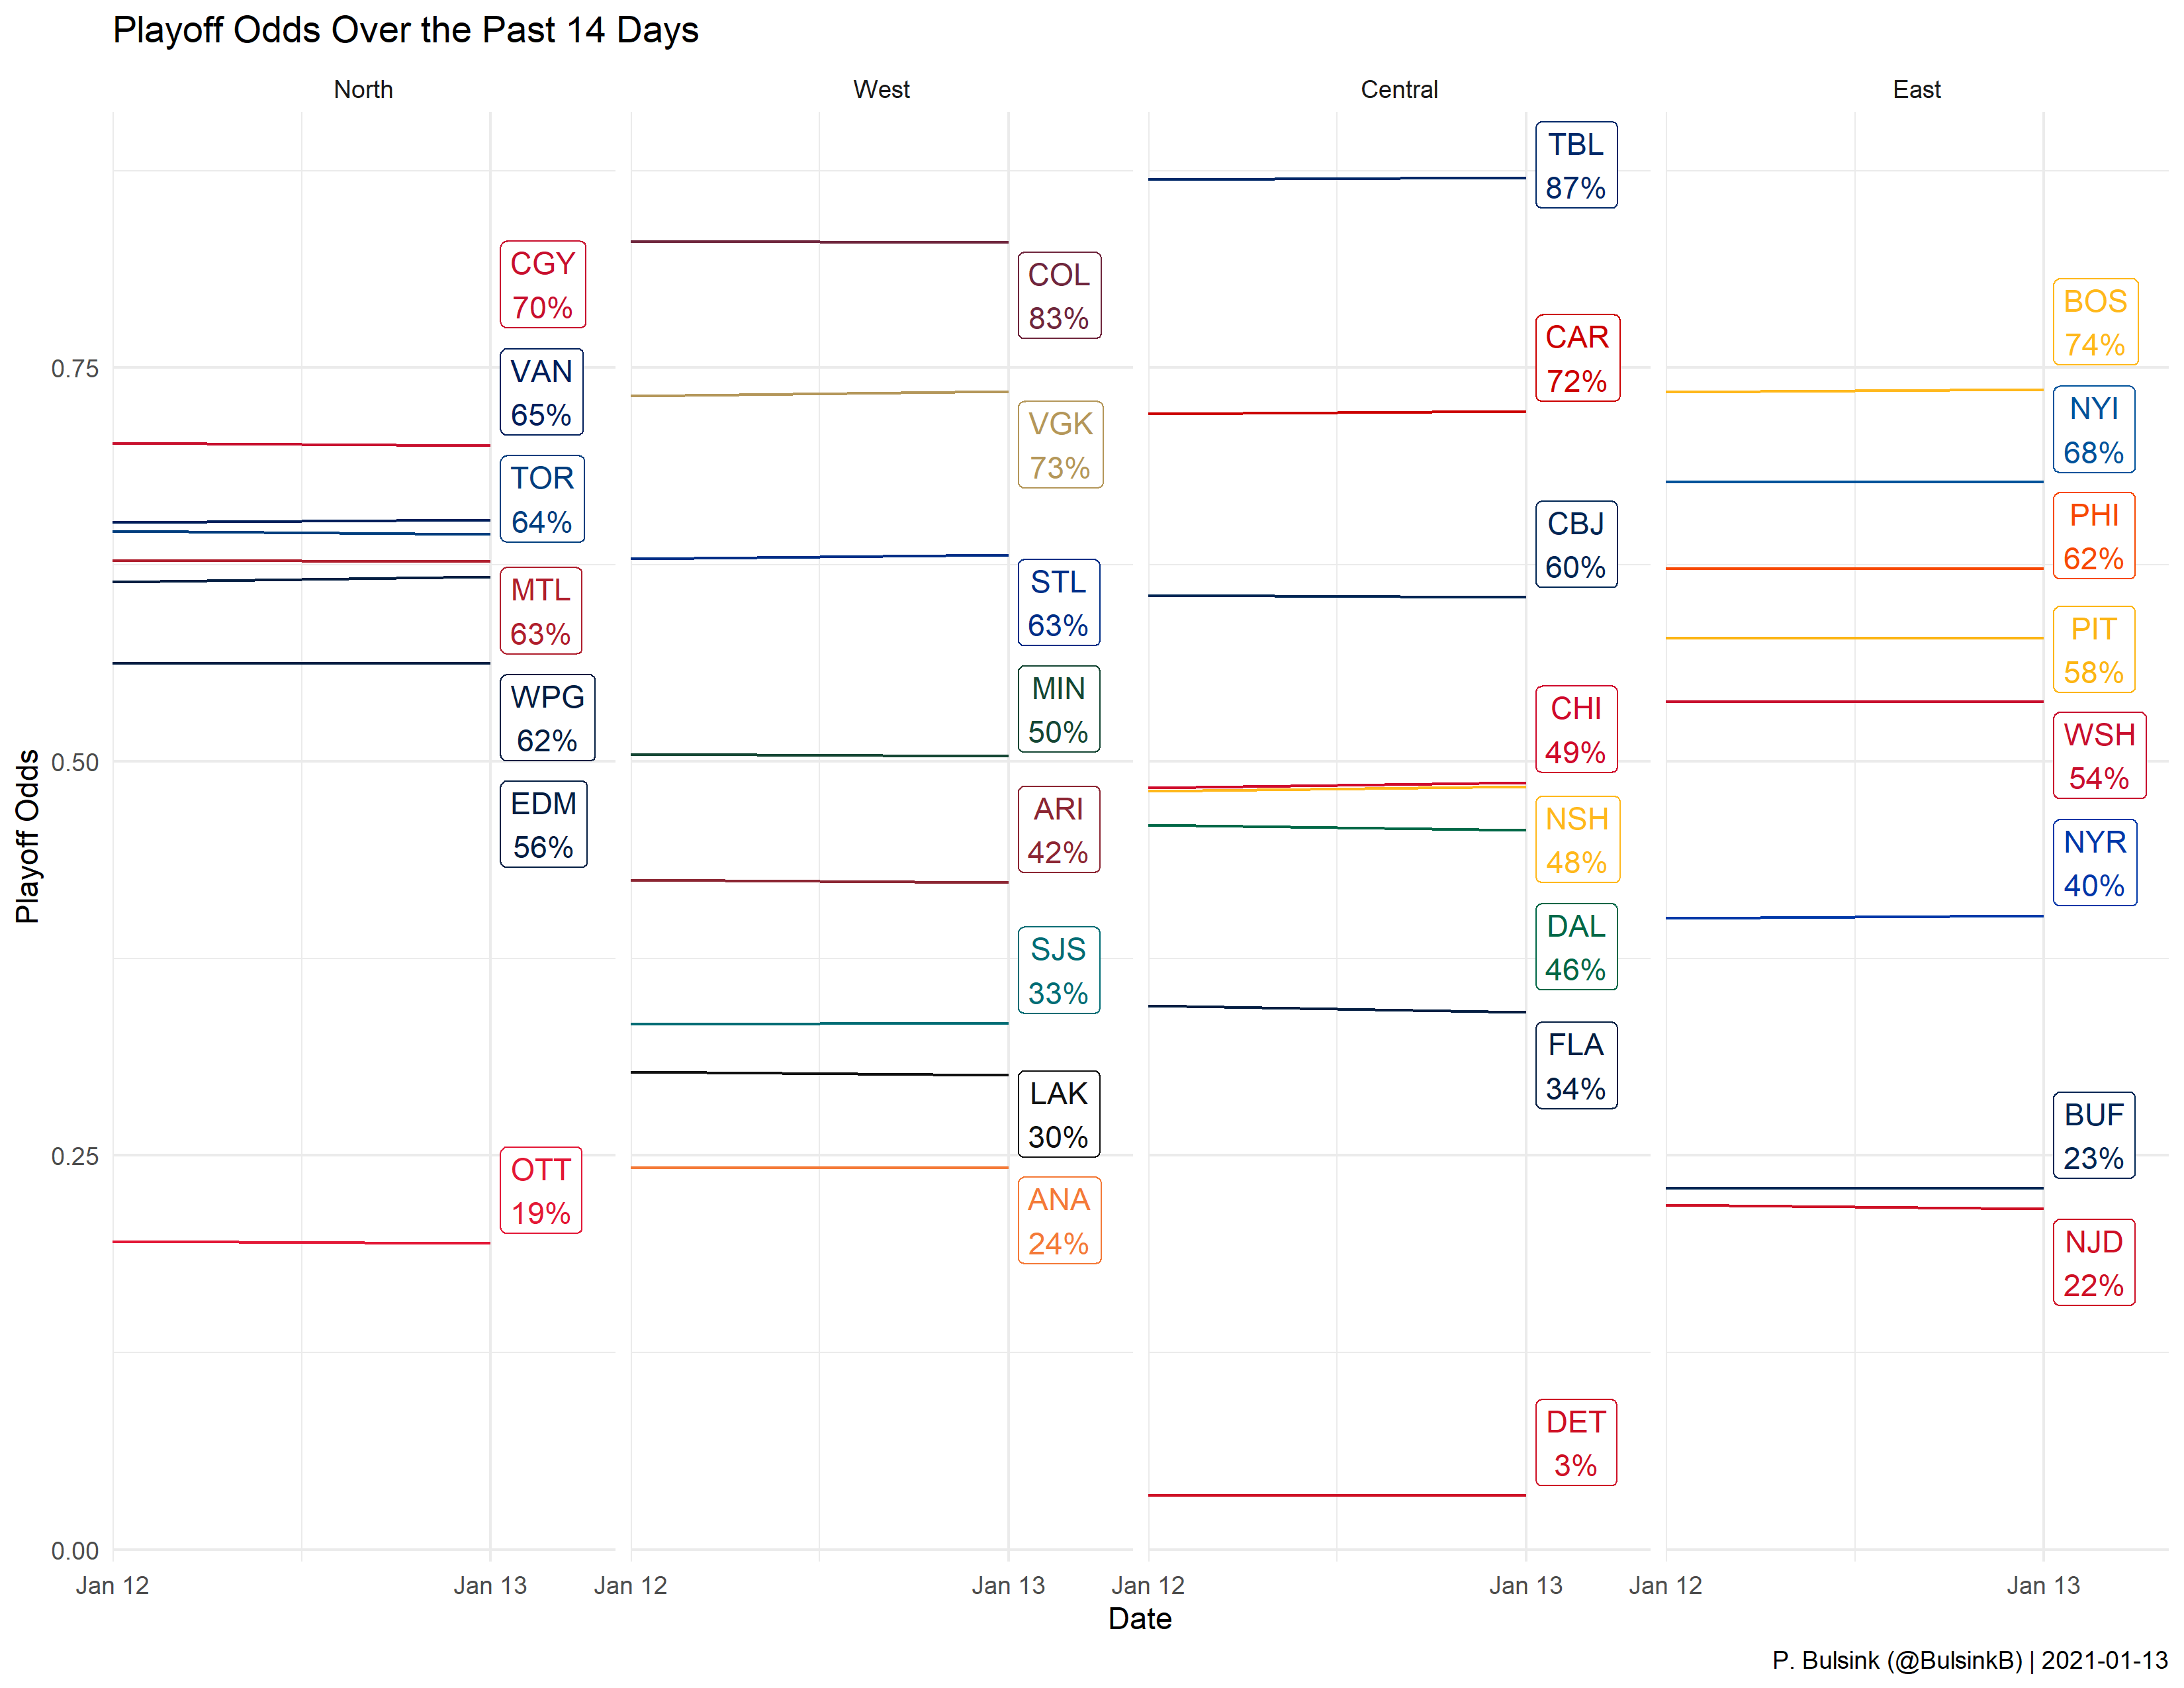 Playoff Odds Over the Past 14 Days
North
West
Central
East
Playoff Odds
0.75
0.50
0.25
0.00
CGY
70%
VAN
65%
TOR
64%
MTL
63%
WPG
62%
EDM
56%
OTT
19%
COL
83%
VGK
73%
STL
63%
MIN
50%
ARI
42%
SJS
33%
LAK
30%
ANA
24%
TBL
87%
CAR
72%
CBJ
60%
CHI
49%
NSH
48%
DAL
46%
FLA
34%
DET
3%
BOS
74%
NYI
68%
PHI
62%
PIT
58%
WSH
54%
NYR
40%
BUF
23%
NJD
22%
Jan 12
Jan 13
Jan 12
Jan 13
Jan 12
Jan 13
Jan 12
Jan 13
Date
P. Bulsink (@BulsinkB) | 2021-01-13